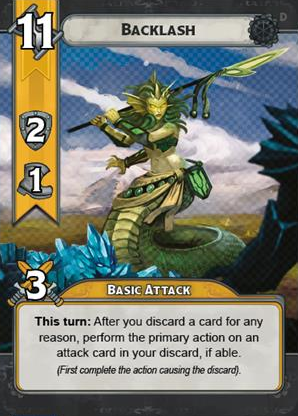 11
BACKLASH
D
2
1
3
BASIC ATTACK
This turn: After you discard a card for any
reason, perform the primary action on an
attack card in your discard, if able.
(First complete the action causing the discard).